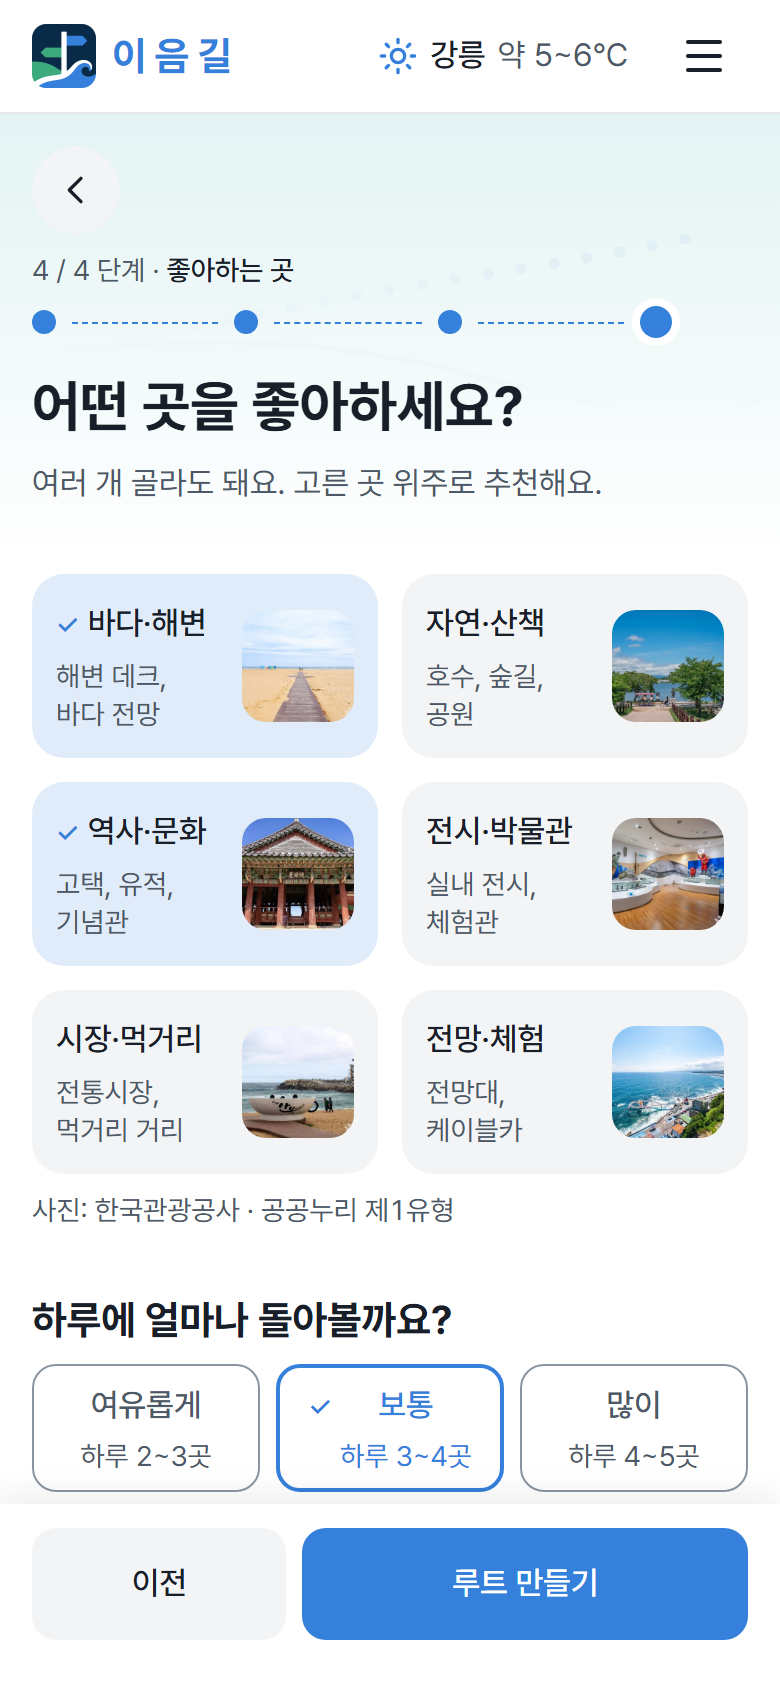 이음길
강릉 약 5~6°C
4 / 4 단계 · 좋아하는 곳
어떤 곳을 좋아하세요?
여러 개 골라도 돼요. 고른 곳 위주로 추천해요.
바다·해변
해변 데크,
바다 전망
자연·산책
호수, 숲길,
공원
역사·문화
고택, 유적,
기념관
전시·박물관
실내 전시,
체험관
시장·먹거리
전통시장,
먹거리 거리
전망·체험
전망대,
케이블카
사진: 한국관광공사 · 공공누리 제1유형
하루에 얼마나 돌아볼까요?
여유롭게
하루 2~3곳
보통
하루 3~4곳
많이
하루 4~5곳
이전
루트 만들기